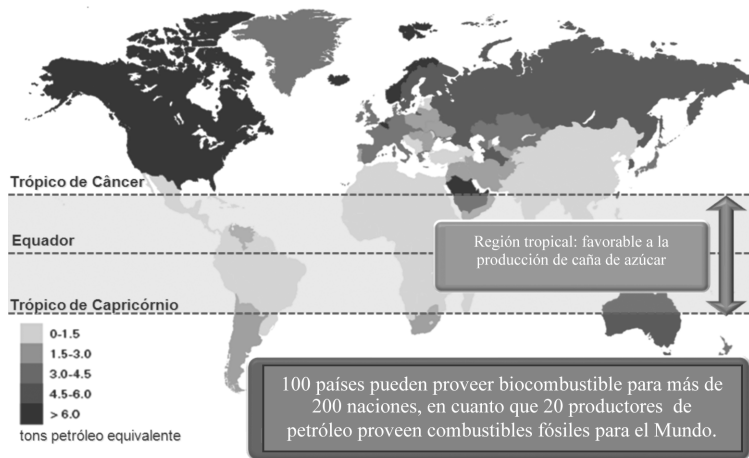 Trópico de Câncer
Equador
Región tropical: favorable a la
producción de caña de azúcar
Trópico de Capricórnio
0-1.5
1.5-3.0
3.0-4.5
4.5-6.0
> 6.0
tons petróleo equivalente
100 países pueden proveer biocombustible para más de
200 naciones, en cuanto que 20 productores de
petróleo proveen combustibles fósiles para el Mundo.